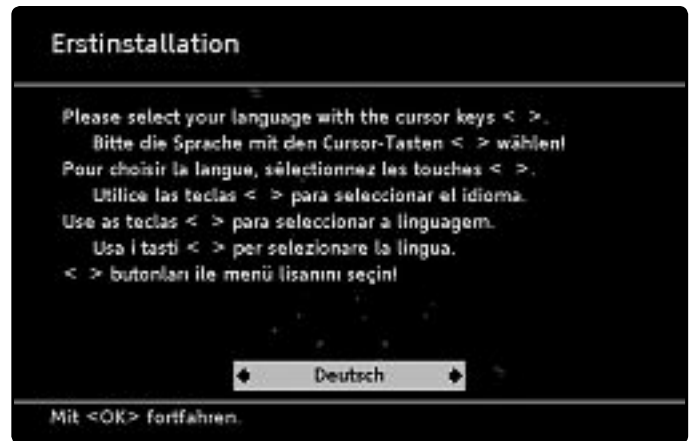 Erstinstallation
Please select your language with the cursor keys < >.
Bitte die Sprache mit den Cursor-Tasten < > wählen!
Pour choisir la langue, sélectionnez les touches < >.
Utilice las teclas < > para seleccionar el idioma.
Use as teclas < > para seleccionar a linguagem.
Usa i tasti < > per selezionare la lingua.
< > butonları ile menü lisanını seçin!
Deutsch
Mit <OK> fortfahren.